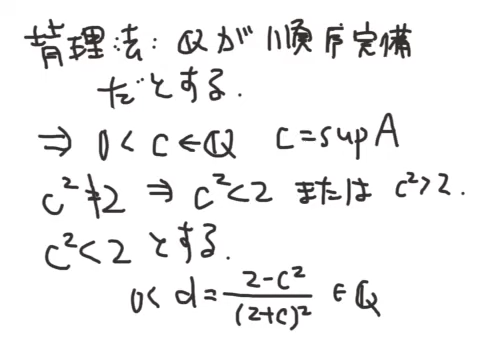 背理法: ℚが順序完備
だとする.
⇒ 0 < c ∈ ℚ c = sup A
c² ≠ 2 ⇒ c² < 2 または c² > 2.
c² < 2 とする.
0 < d = \frac{2-c²}{(2+c)²} ∈ ℚ